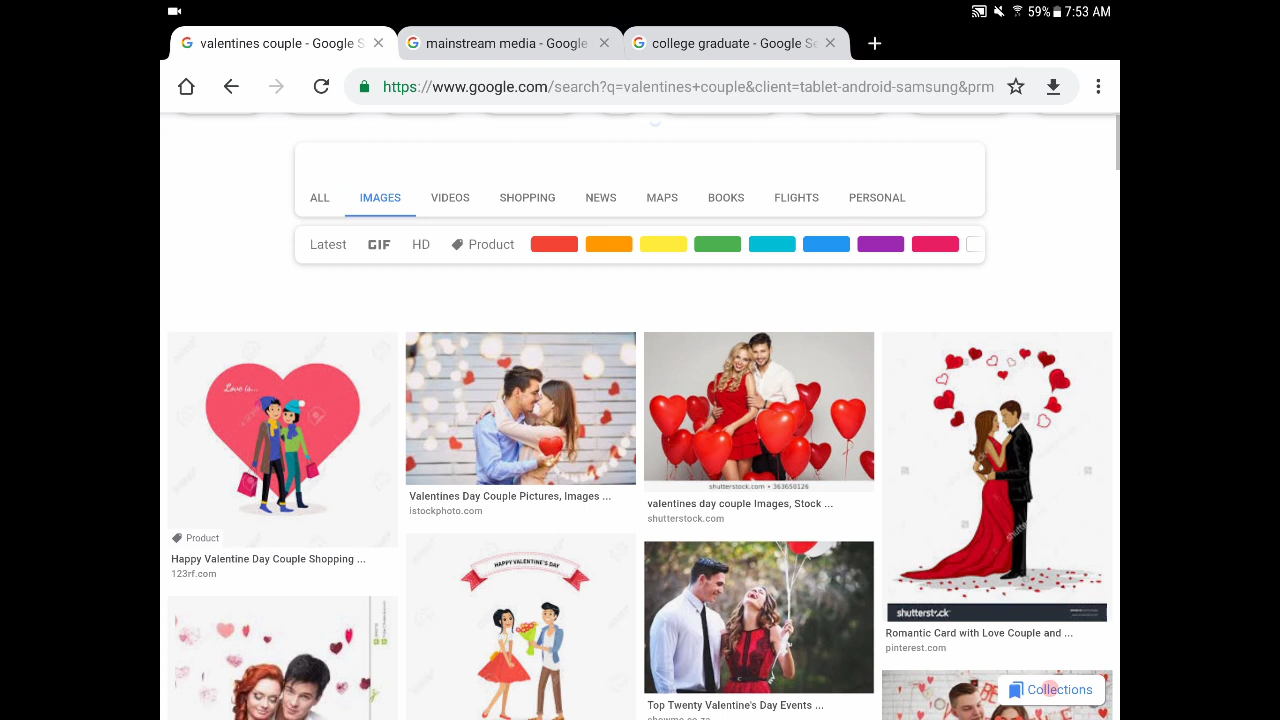 59% 7:53 AM
valentines couple - Google S
mainstream media - Google
college graduate - Google Se
https://www.google.com/search?q=valentines+couple&client=tablet-android-samsung&prm
ALL IMAGES VIDEOS SHOPPING NEWS MAPS BOOKS FLIGHTS PERSONAL
Latest GIF HD Product
Love is...
Product
Happy Valentine Day Couple Shopping ...
123rf.com
Valentines Day Couple Pictures, Images ...
istockphoto.com
shutterstock.com • 363650126
valentines day couple Images, Stock ...
shutterstock.com
shutterstock
Romantic Card with Love Couple and ...
pinterest.com
HAPPY VALENTINE'S DAY
Top Twenty Valentine's Day Events ...
showme.co.za
Collections